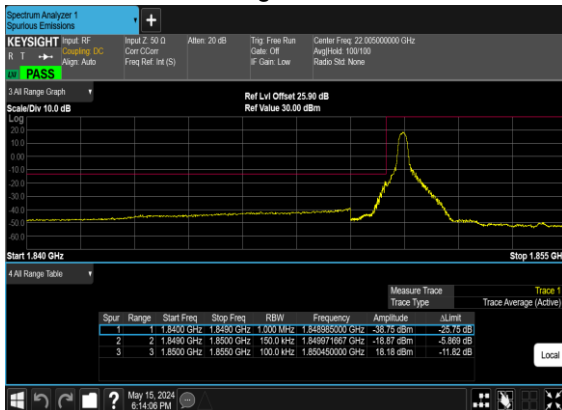 Spectrum Analyzer 1
Spurious Emissions
KEYSIGHT Input: RF Input Z: 50 Ω Atten: 20 dB Trig: Free Run Center Freq: 22.005000000 GHz
R T Coupling: DC Corr CCorr Gate: Off Avg|Hold: 100/100
Align: Auto Freq Ref: Int (S) IF Gain: Low Radio Std: None
PASS
3 All Range Graph
Ref Lvl Offset 25.90 dB
Scale/Div 10.0 dB Ref Value 30.00 dBm
Log
20.0
10.0
0.00
-10.0
-20.0
-30.0
-40.0
-50.0
-60.0
Start 1.840 GHz Stop 1.855 GH
4 All Range Table
Measure Trace Trace 1
Trace Type Trace Average (Active)
Spur Range Start Freq Stop Freq RBW Frequency Amplitude ΔLimit
1 1 1.8400 GHz 1.8490 GHz 1.000 MHz 1.848985000 GHz -38.75 dBm -25.75 dB
2 2 1.8490 GHz 1.8500 GHz 150.0 kHz 1.849971667 GHz -18.87 dBm -5.869 dB
3 3 1.8500 GHz 1.8550 GHz 100.0 kHz 1.850450000 GHz 18.18 dBm -11.82 dB
Local
May 15, 2024
6:14:06 PM